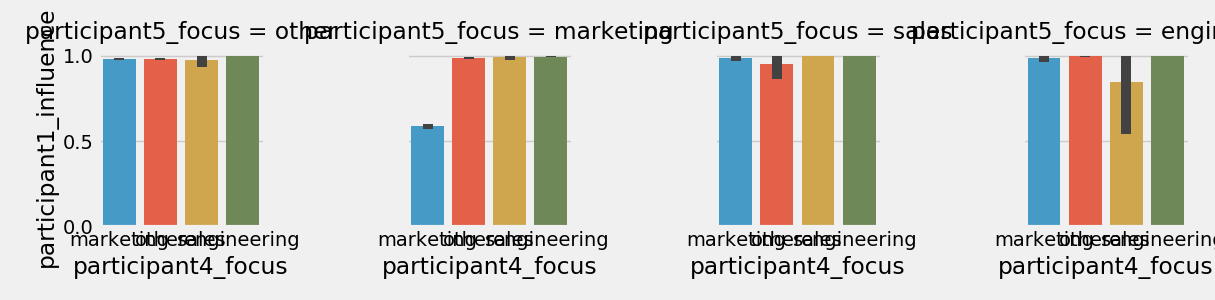 participant5_focus = other
participant5_focus = marketing
participant5_focus = sales
participant5_focus = engin
participant1_influence
1.0
0.5
0.0
marketing other sales engineering
marketing other sales engineering
marketing other sales engineering
marketing other sales engineering
participant4_focus
participant4_focus
participant4_focus
participant4_focus